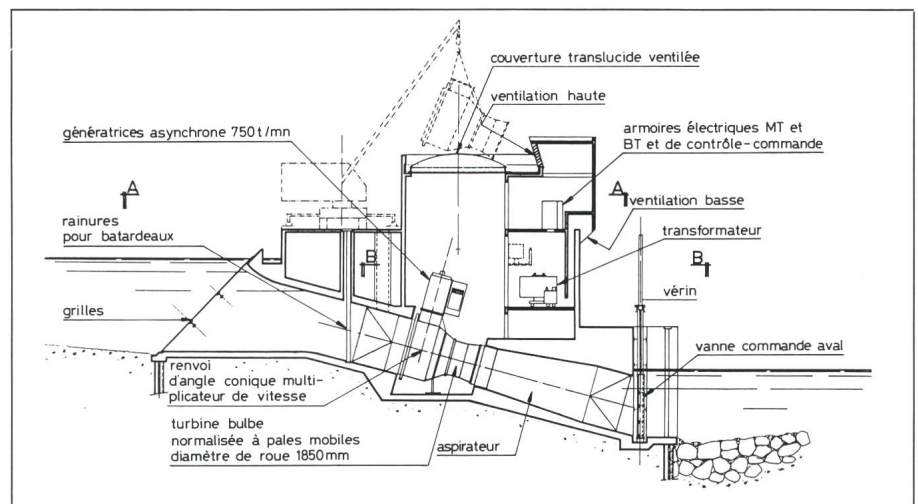 couverture translucide ventilée
ventilation haute
génératrices asynchrone 750 t/mn
armoires électriques MT et
BT et de contrôle-commande
A
A
ventilation basse
rainures
pour batardeaux
transformateur
B
B
vérin
grilles
vanne commande aval
renvoi
d'angle conique multi-
plicateur de vitesse
turbine bulbe
normalisée à pales mobiles
diamètre de roue 1850 mm
aspirateur